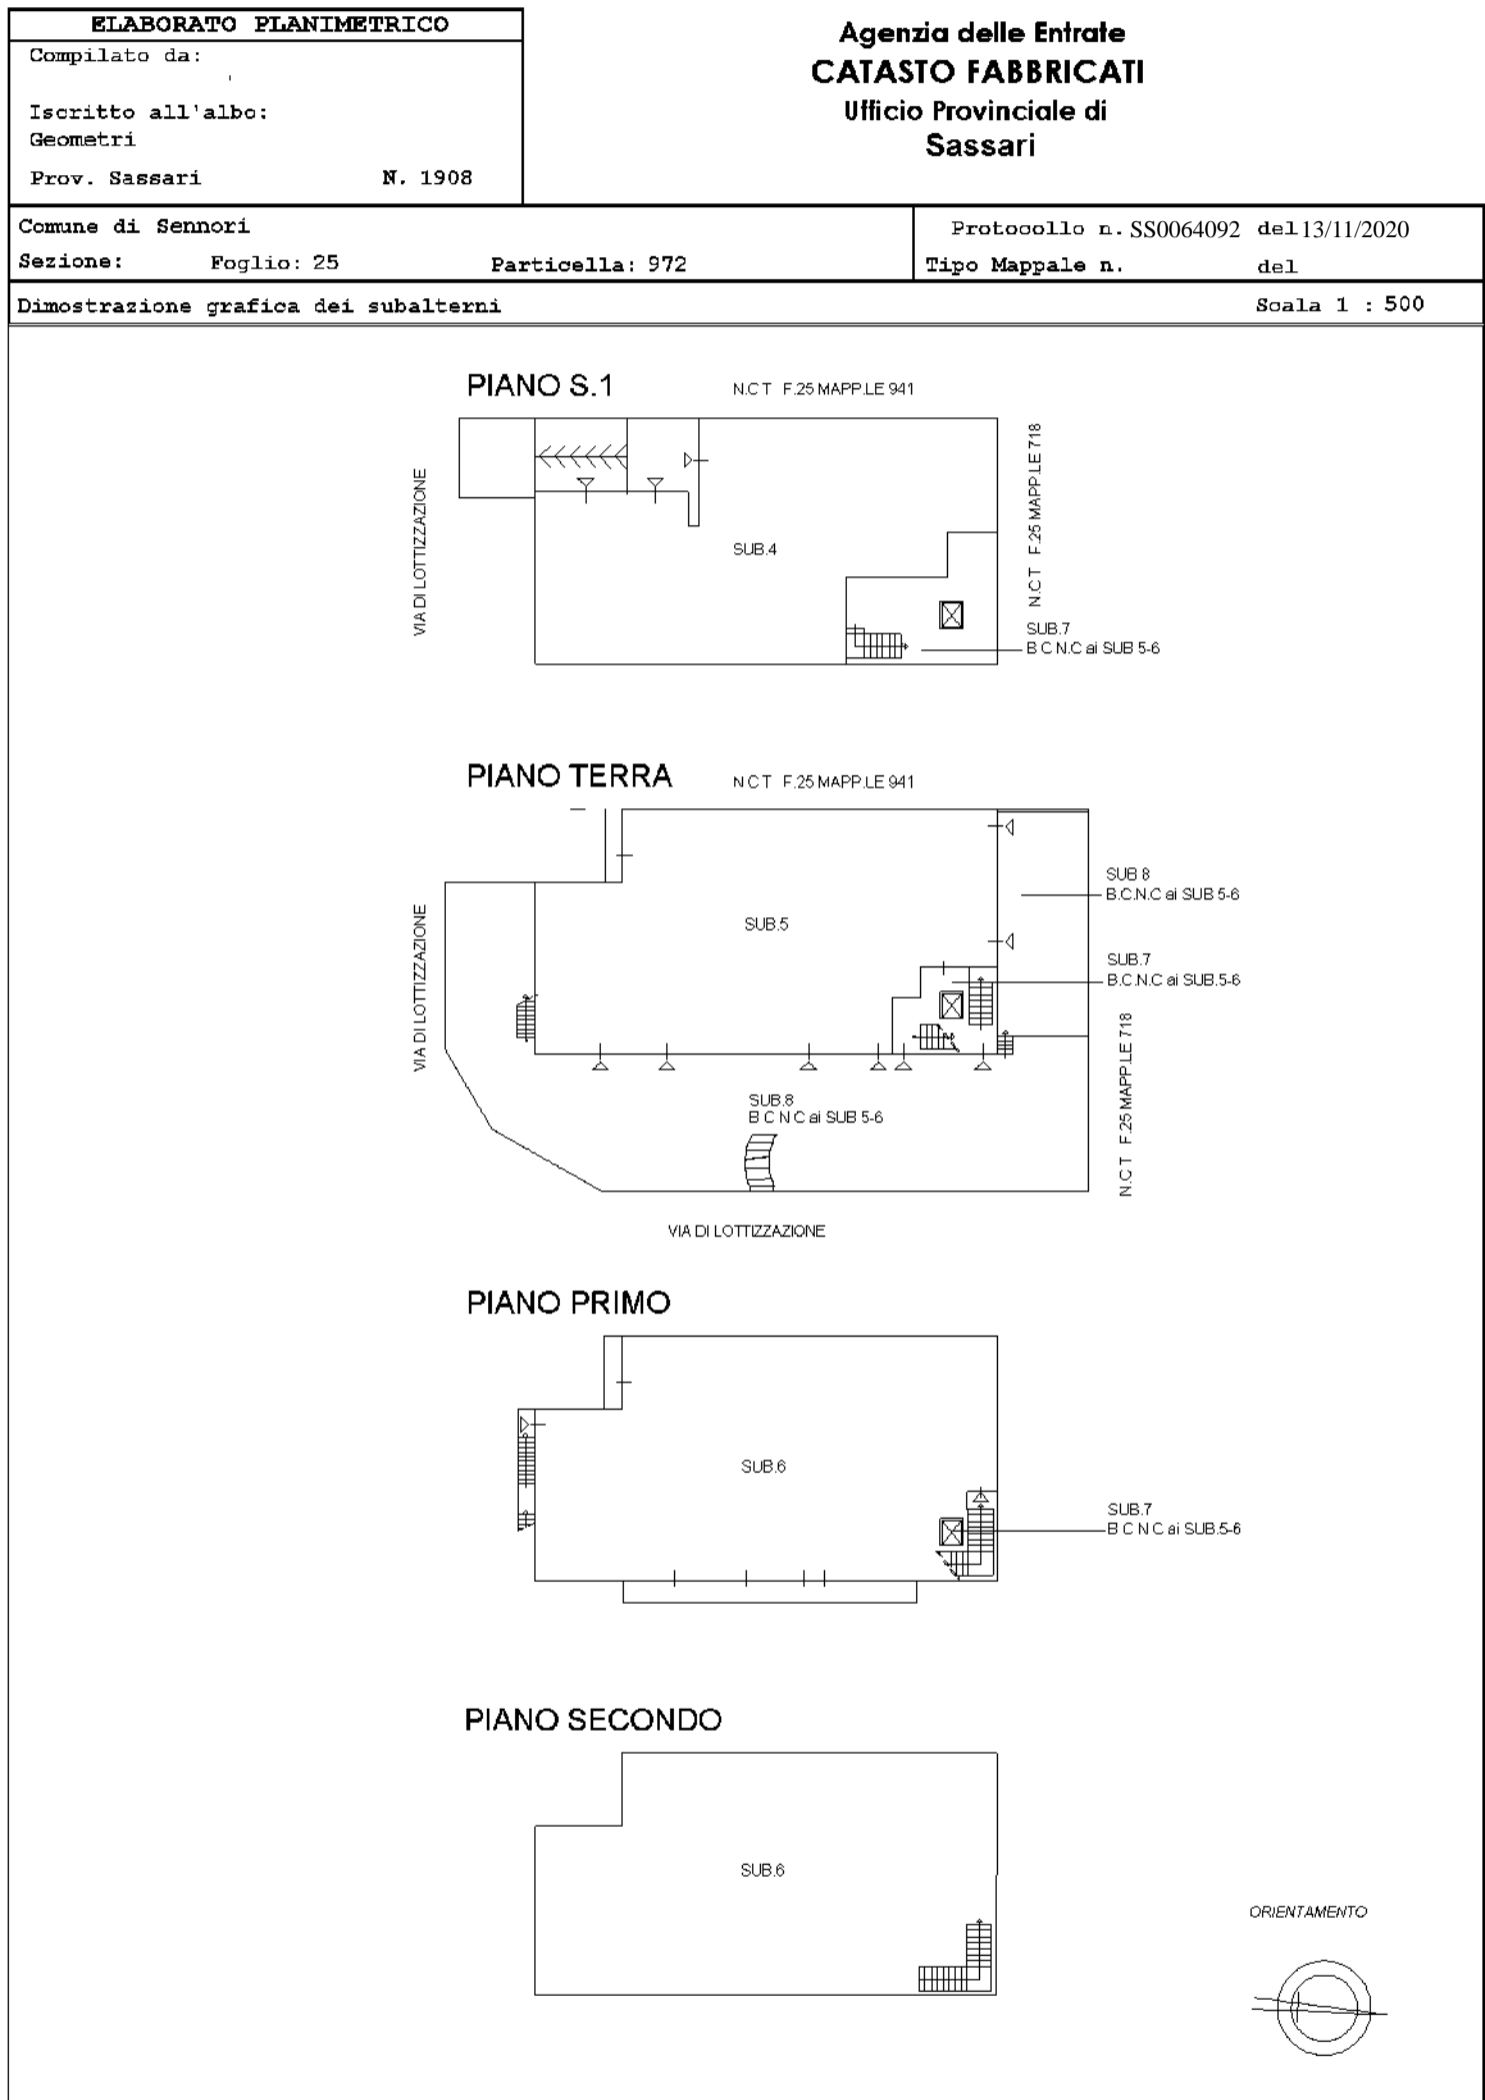 ELABORATO PLANIMETRICO
Compilato da:
Iscritto all'albo:
Geometri
Prov. Sassari N. 1908
Agenzia delle Entrate
CATASTO FABBRICATI
Ufficio Provinciale di
Sassari
Comune di Sennori
Sezione: Foglio: 25 Particella: 972
Protocollo n. SS0064092 del 13/11/2020
Tipo Mappale n. del
Dimostrazione grafica dei subalterni Scala 1 : 500
PIANO S.1
N.C T F.25 MAPP.LE 941
VIA DI LOTTIZZAZIONE
N.C T F.25 MAPP.LE 718
SUB.4
SUB.7
B C N.C ai SUB 5-6
PIANO TERRA
N C T F.25 MAPP.LE 941
VIA DI LOTTIZZAZIONE
SUB 8
B.C.N.C ai SUB 5-6
SUB.5
SUB.7
B.C.N.C ai SUB.5-6
N.C T F.25 MAPP.LE 718
SUB.8
B C N C ai SUB 5-6
VIA DI LOTTIZZAZIONE
PIANO PRIMO
SUB.6
SUB.7
B C N C ai SUB.5-6
PIANO SECONDO
SUB.6
ORIENTAMENTO